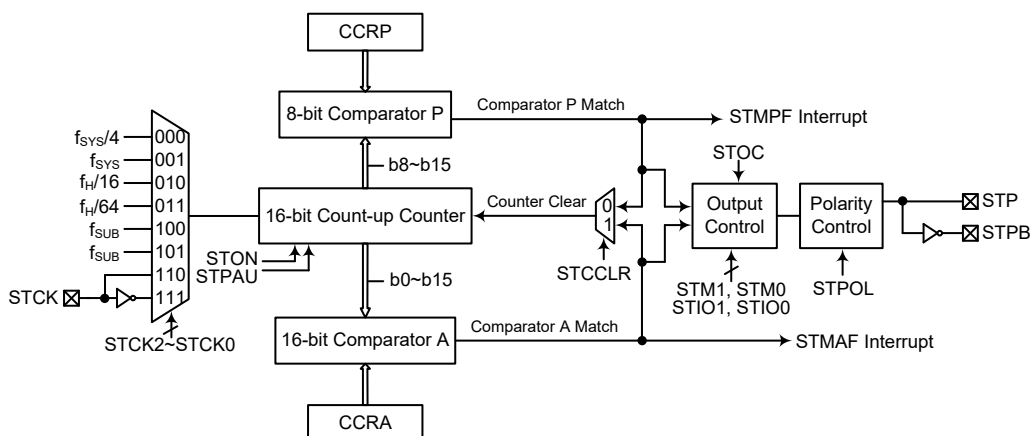 CCRP
8-bit Comparator P
Comparator P Match
STMPF Interrupt
fSYS/4
000
fSYS
001
fH/16
010
fH/64
011
fSUB
100
fSUB
101
110
STCK
111
STCK2~STCK0
b8~b15
16-bit Count-up Counter
Counter Clear
0
1
STCCLR
STON
STPAU
b0~b15
STOC
Output
Control
STM1, STM0
STIO1, STIO0
Polarity
Control
STPOL
STP
STPB
16-bit Comparator A
Comparator A Match
STMAF Interrupt
CCRA